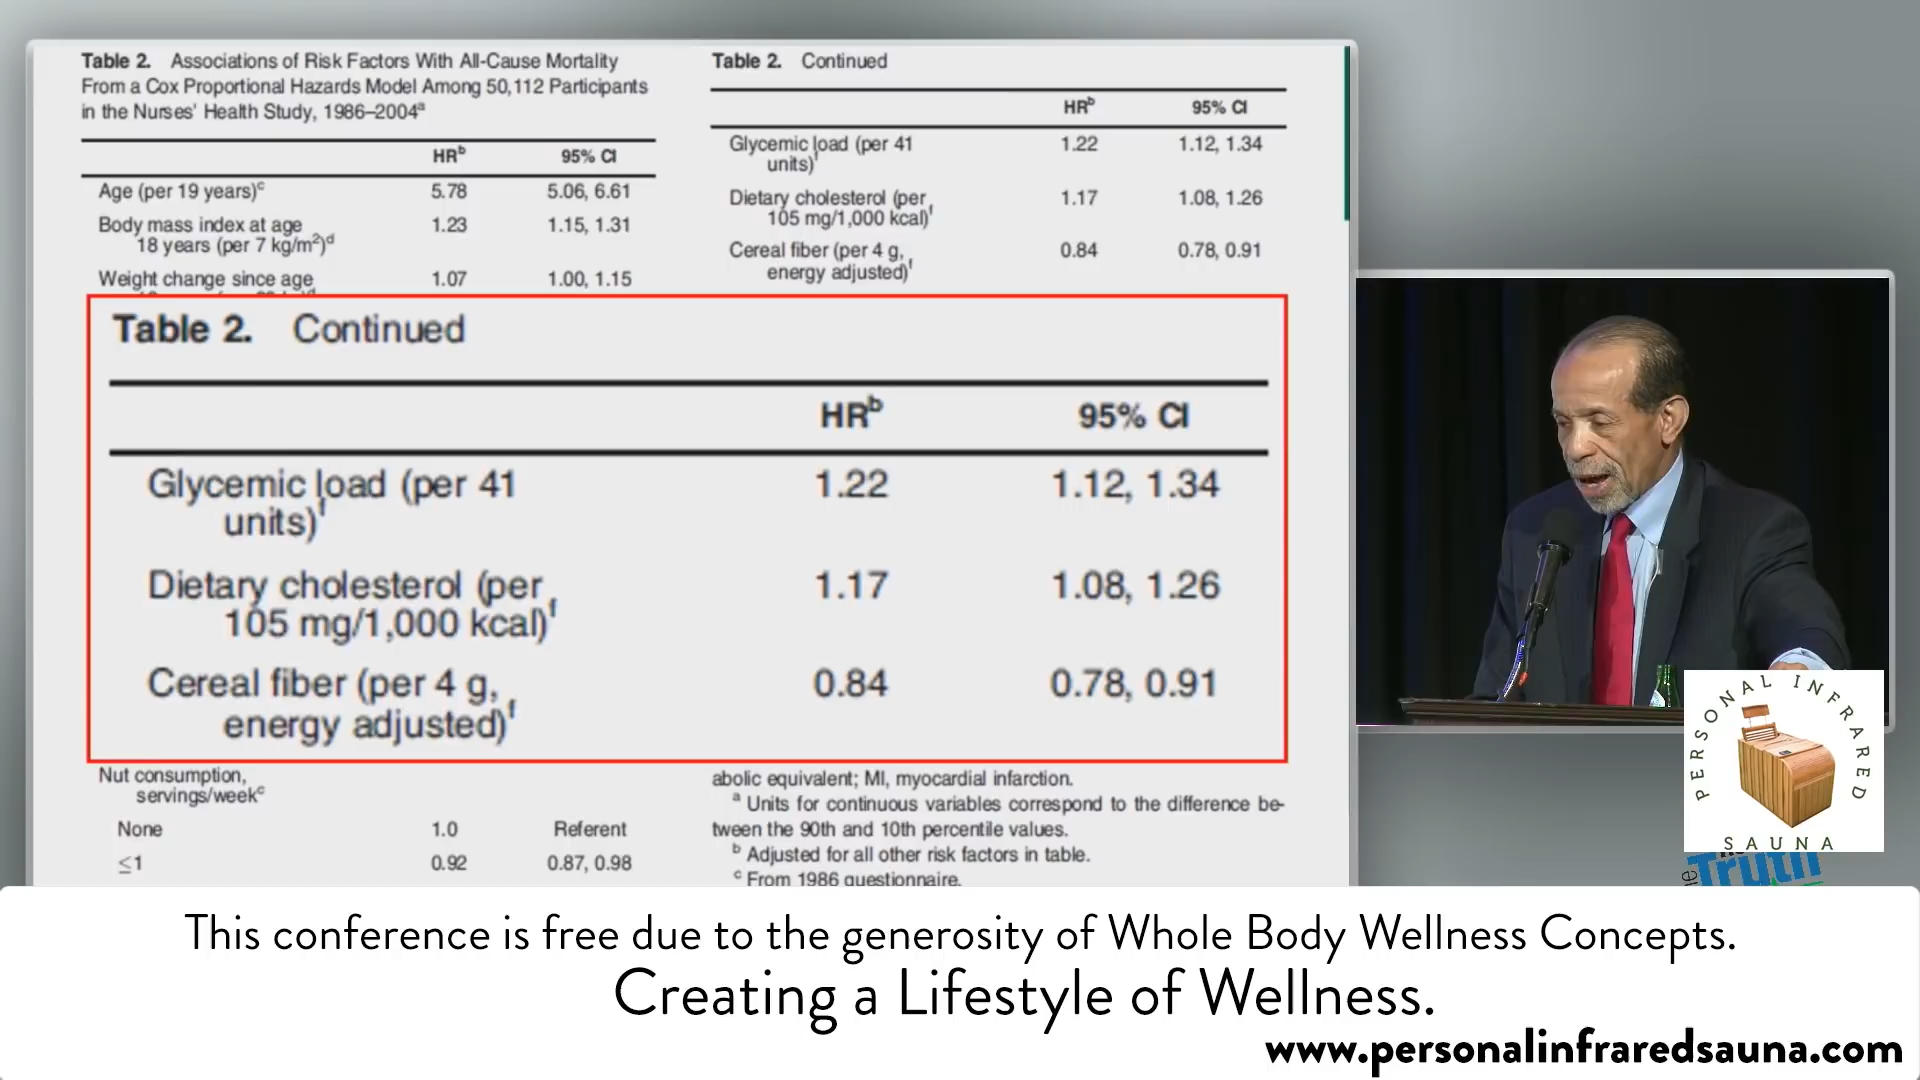 Table 2. Associations of Risk Factors With All-Cause Mortality
From a Cox Proportional Hazards Model Among 50,112 Participants
in the Nurses' Health Study, 1986–2004a
HRb 95% CI
Age (per 19 years)c 5.78 5.06, 6.61
Body mass index at age
18 years (per 7 kg/m2)d 1.23 1.15, 1.31
Weight change since age 1.07 1.00, 1.15
Table 2. Continued
HRb 95% CI
Glycemic load (per 41
units)f 1.22 1.12, 1.34
Dietary cholesterol (per
105 mg/1,000 kcal)f 1.17 1.08, 1.26
Cereal fiber (per 4 g,
energy adjusted)f 0.84 0.78, 0.91
Table 2. Continued
HRb 95% CI
Glycemic load (per 41 1.22 1.12, 1.34
units)f
Dietary cholesterol (per 1.17 1.08, 1.26
105 mg/1,000 kcal)f
Cereal fiber (per 4 g, 0.84 0.78, 0.91
energy adjusted)f
Nut consumption,
servings/weekc
None 1.0 Referent
≤1 0.92 0.87, 0.98
abolic equivalent; MI, myocardial infarction.
a Units for continuous variables correspond to the difference be-
tween the 90th and 10th percentile values.
b Adjusted for all other risk factors in table.
c From 1986 questionnaire.
PERSONAL INFRARED
SAUNA
Truth
This conference is free due to the generosity of Whole Body Wellness Concepts.
Creating a Lifestyle of Wellness.
www.personalinfraredsauna.com